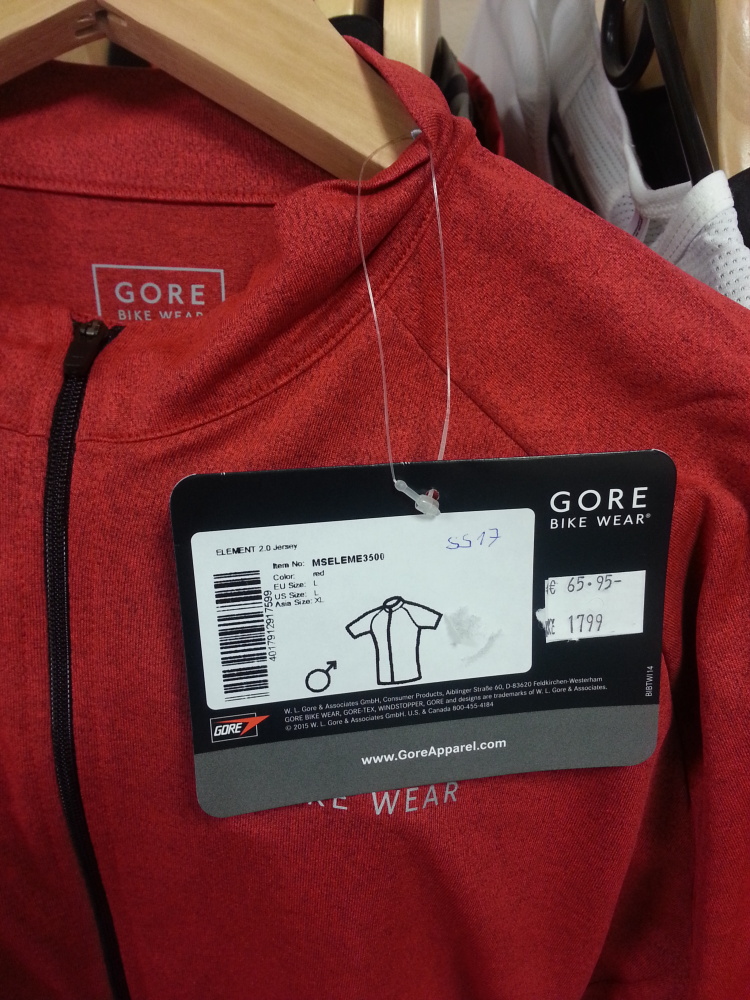 GORE
BIKE WEAR
GORE
BIKE WEAR®
ELEMENT 2.0 Jersey
SS17
Item No: MSELEME3500
Color: red
EU Size: L
US Size: L
Asia Size: XL
4017912917599
€ 65.95-
1799
W. L. Gore & Associates GmbH, Consumer Products, Aiblinger Straße 60, D-83620 Feldkirchen-Westerham
GORE BIKE WEAR, GORE-TEX, WINDSTOPPER, GORE and designs are trademarks of W. L. Gore & Associates.
© 2015 W. L. Gore & Associates GmbH. U.S. & Canada 800-455-4184
BIBTWI14
GORE
www.GoreApparel.com
KE WEAR